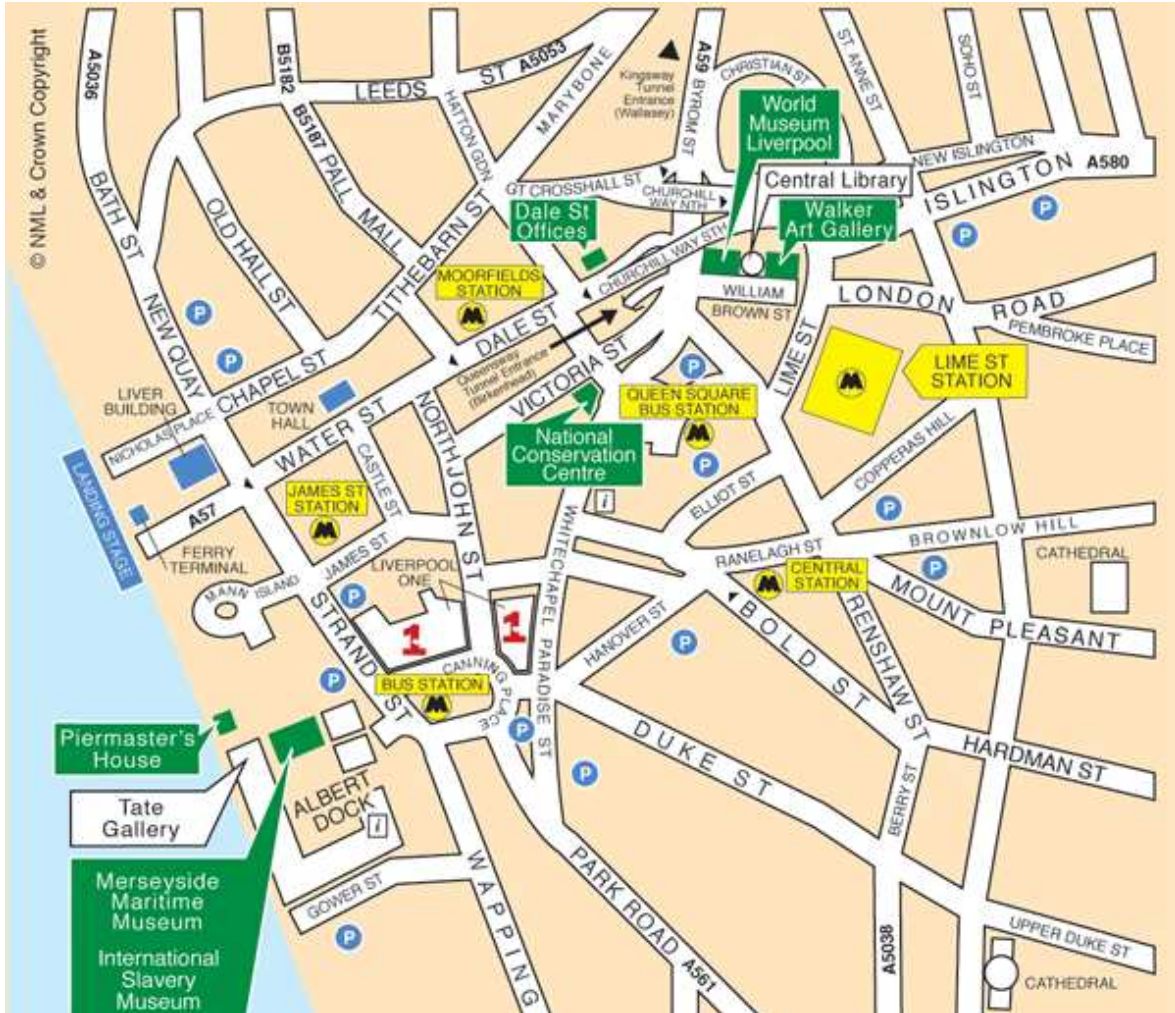 © NML & Crown Copyright
A5036
B5182
LEEDS ST A5053
B5187 PALL MALL
HATTON GDN
MARYBONE
Kingsway
Tunnel
Entrance
(Wallasey)
A59 BYROM ST
CHRISTIAN ST
ST. ANNE ST
SOHO ST
World
Museum
Liverpool
NEW ISLINGTON
ISLINGTON
A580
BATH ST
OLD HALL ST
TITHEBARN ST
GT CROSSHALL ST
CHURCHILL
WAY NTH
Central Library
Dale St
Offices
Walker
Art Gallery
CHURCHILL WAY STH
MOORFIELDS
STATION
P
P
WILLIAM
BROWN ST
LONDON ROAD
PEMBROKE PLACE
NEW QUAY
P
P
DALE ST
Queensway
Tunnel Entrance
(Birkenhead)
VICTORIA ST
LIME ST
LIME ST
STATION
P
CHAPEL ST
LIVER
BUILDING
TOWN
HALL
QUEEN SQUARE
BUS STATION
NICHOLAS PLACE
WATER ST
NORTH JOHN ST
National
Conservation
Centre
P
COPPERAS HILL
LANDING STAGE
CASTLE ST
JAMES ST
STATION
i
ELLIOT ST
P
A57
FERRY
TERMINAL
JAMES ST
WHITECHAPEL
RANELAGH ST
BROWNLOW HILL
CATHEDRAL
MANN ISLAND
LIVERPOOL
ONE
P
CENTRAL
STATION
P
MOUNT PLEASANT
1
1
STRAND ST
PARADISE ST
HANOVER ST
P
BOLD ST
RENSHAW ST
CANNING PLACE
P
BUS STATION
P
DUKE ST
HARDMAN ST
Piermaster's
House
P
BERRY ST
Tate
Gallery
ALBERT
DOCK
i
Merseyside
Maritime
Museum
International
Slavery
Museum
GOWER ST
P
WAPPING
PARK ROAD A561
A5038
UPPER DUKE ST
CATHEDRAL